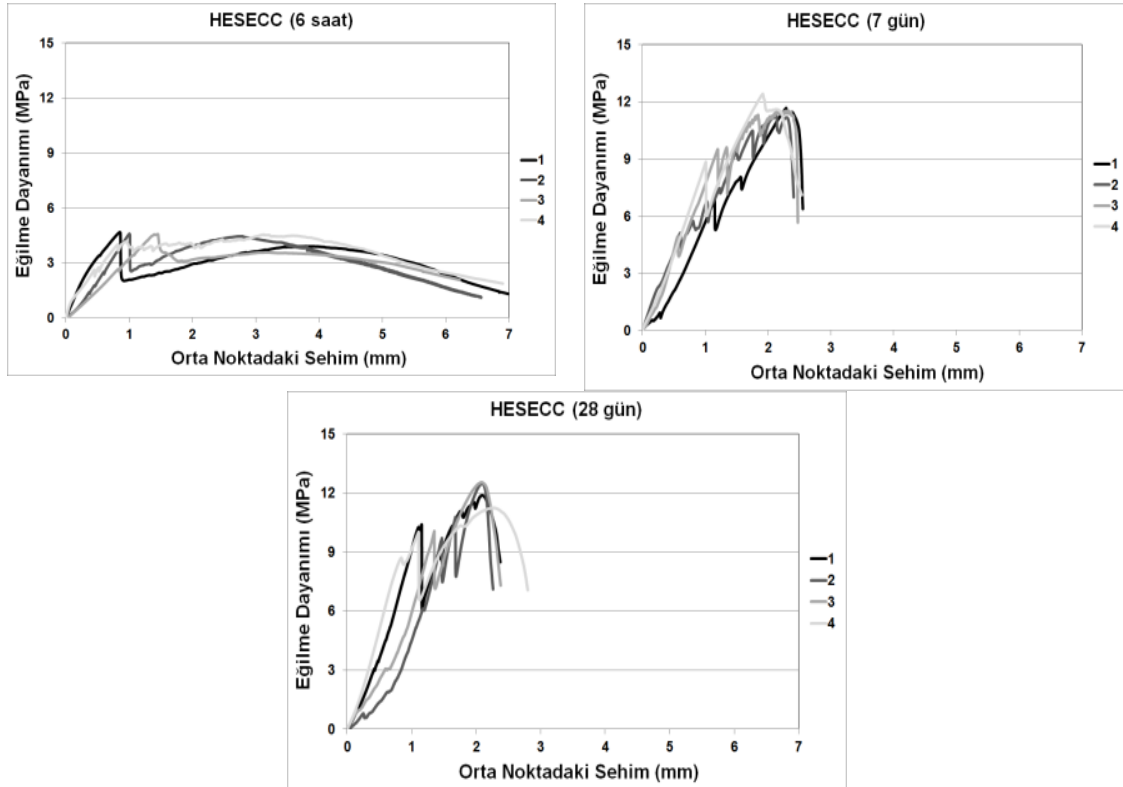 HESECC (6 saat)
Eğilme Dayanımı (MPa)
15
12
9
6
3
0
0 1 2 3 4 5 6 7
Orta Noktadaki Sehim (mm)
1
2
3
4
HESECC (7 gün)
Eğilme Dayanımı (MPa)
15
12
9
6
3
0
0 1 2 3 4 5 6 7
Orta Noktadaki Sehim (mm)
1
2
3
4
HESECC (28 gün)
Eğilme Dayanımı (MPa)
15
12
9
6
3
0
0 1 2 3 4 5 6 7
Orta Noktadaki Sehim (mm)
1
2
3
4